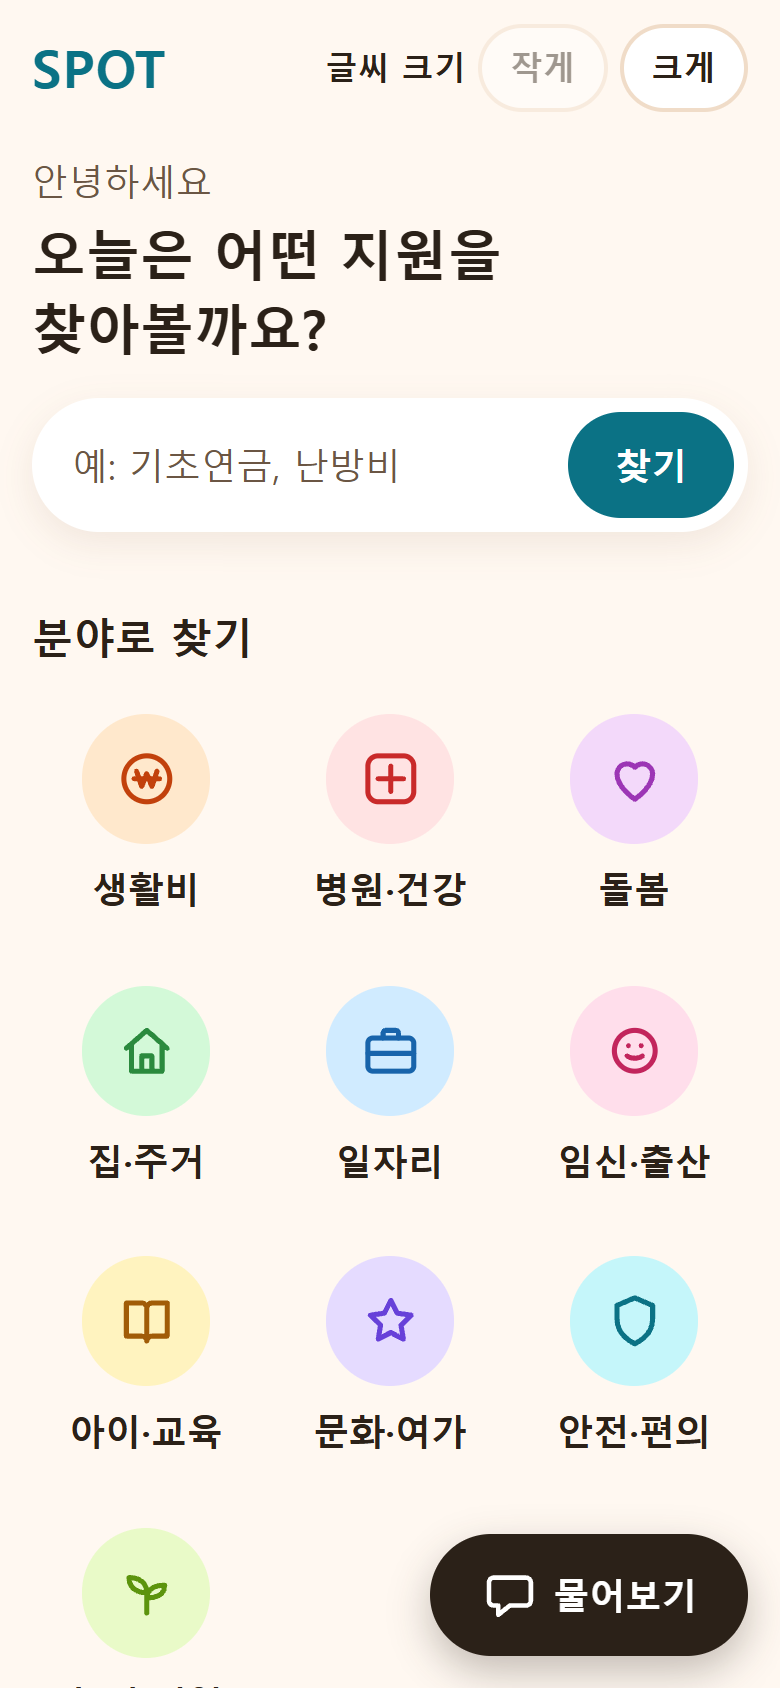 SPOT
글씨 크기 작게 크게
안녕하세요
오늘은 어떤 지원을
찾아볼까요?
예: 기초연금, 난방비 찾기
분야로 찾기
생활비 병원·건강 돌봄
집·주거 일자리 임신·출산
아이·교육 문화·여가 안전·편의
물어보기